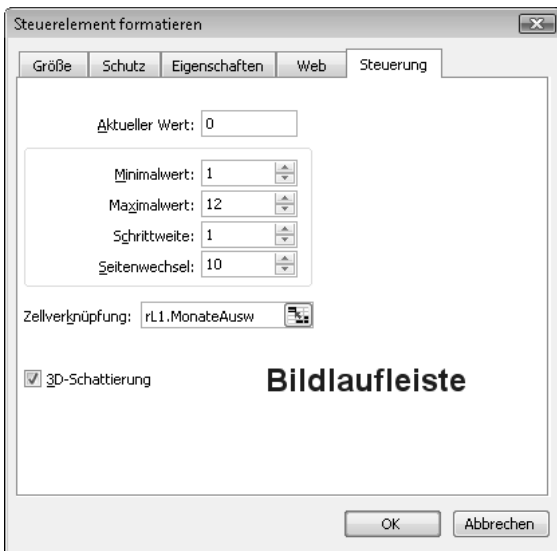 Steuerelement formatieren
Größe Schutz Eigenschaften Web Steuerung
Aktueller Wert: 0
Minimalwert: 1
Maximalwert: 12
Schrittweite: 1
Seitenwechsel: 10
Zellverknüpfung: rL1.MonateAusw
3D-Schattierung
Bildlaufleiste
OK Abbrechen